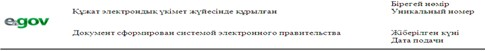 Бірегей нөмір
Құжат электрондық үкімет жүйесінде құрылған
Уникальный номер
egov
Документ сформирован системой электронного правительства
Жіберілген күні
Дата подачи